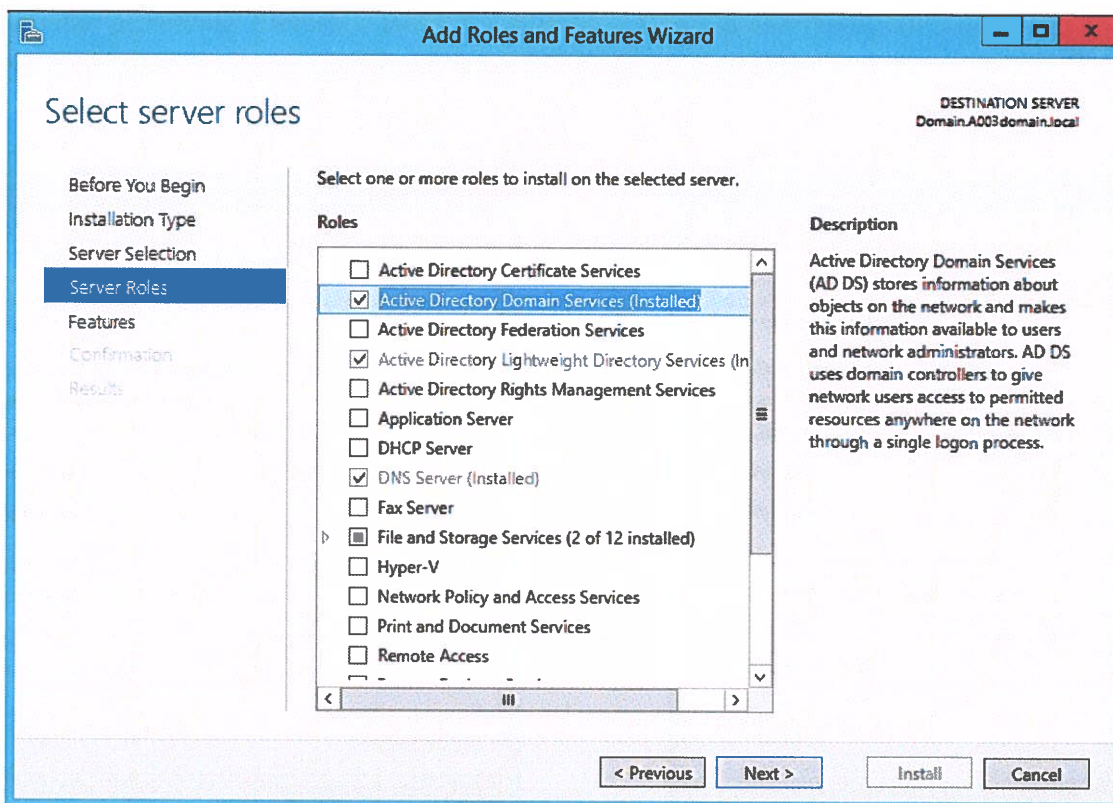 Add Roles and Features Wizard
Select server roles
DESTINATION SERVER
Domain.A003domain.local
Before You Begin
Installation Type
Server Selection
Server Roles
Features
Confirmation
Results
Select one or more roles to install on the selected server.
Roles
Active Directory Certificate Services
Active Directory Domain Services (Installed)
Active Directory Federation Services
Active Directory Lightweight Directory Services (In
Active Directory Rights Management Services
Application Server
DHCP Server
DNS Server (Installed)
Fax Server
File and Storage Services (2 of 12 installed)
Hyper-V
Network Policy and Access Services
Print and Document Services
Remote Access
Description
Active Directory Domain Services
(AD DS) stores information about
objects on the network and makes
this information available to users
and network administrators. AD DS
uses domain controllers to give
network users access to permitted
resources anywhere on the network
through a single logon process.
< Previous
Next >
Install
Cancel